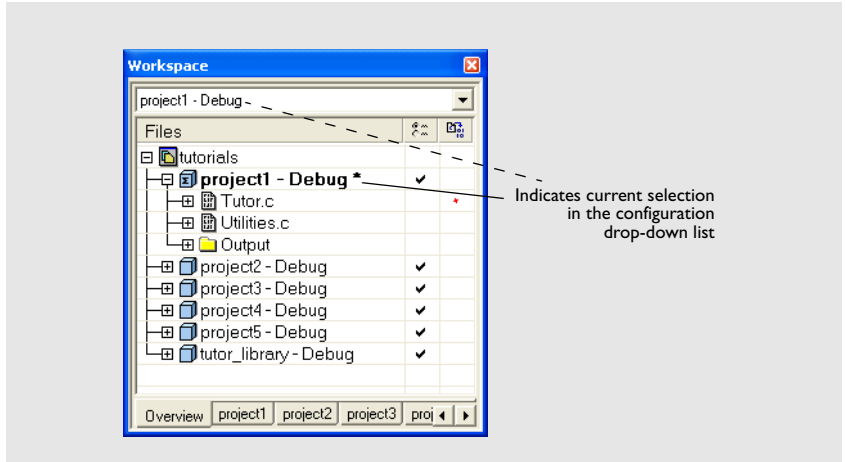 Workspace
project1 - Debug
Files
tutorials
project1 - Debug *
Tutor.c
Utilities.c
Output
project2 - Debug
project3 - Debug
project4 - Debug
project5 - Debug
tutor_library - Debug
Overview project1 project2 project3 proj
Indicates current selection
in the configuration
drop-down list